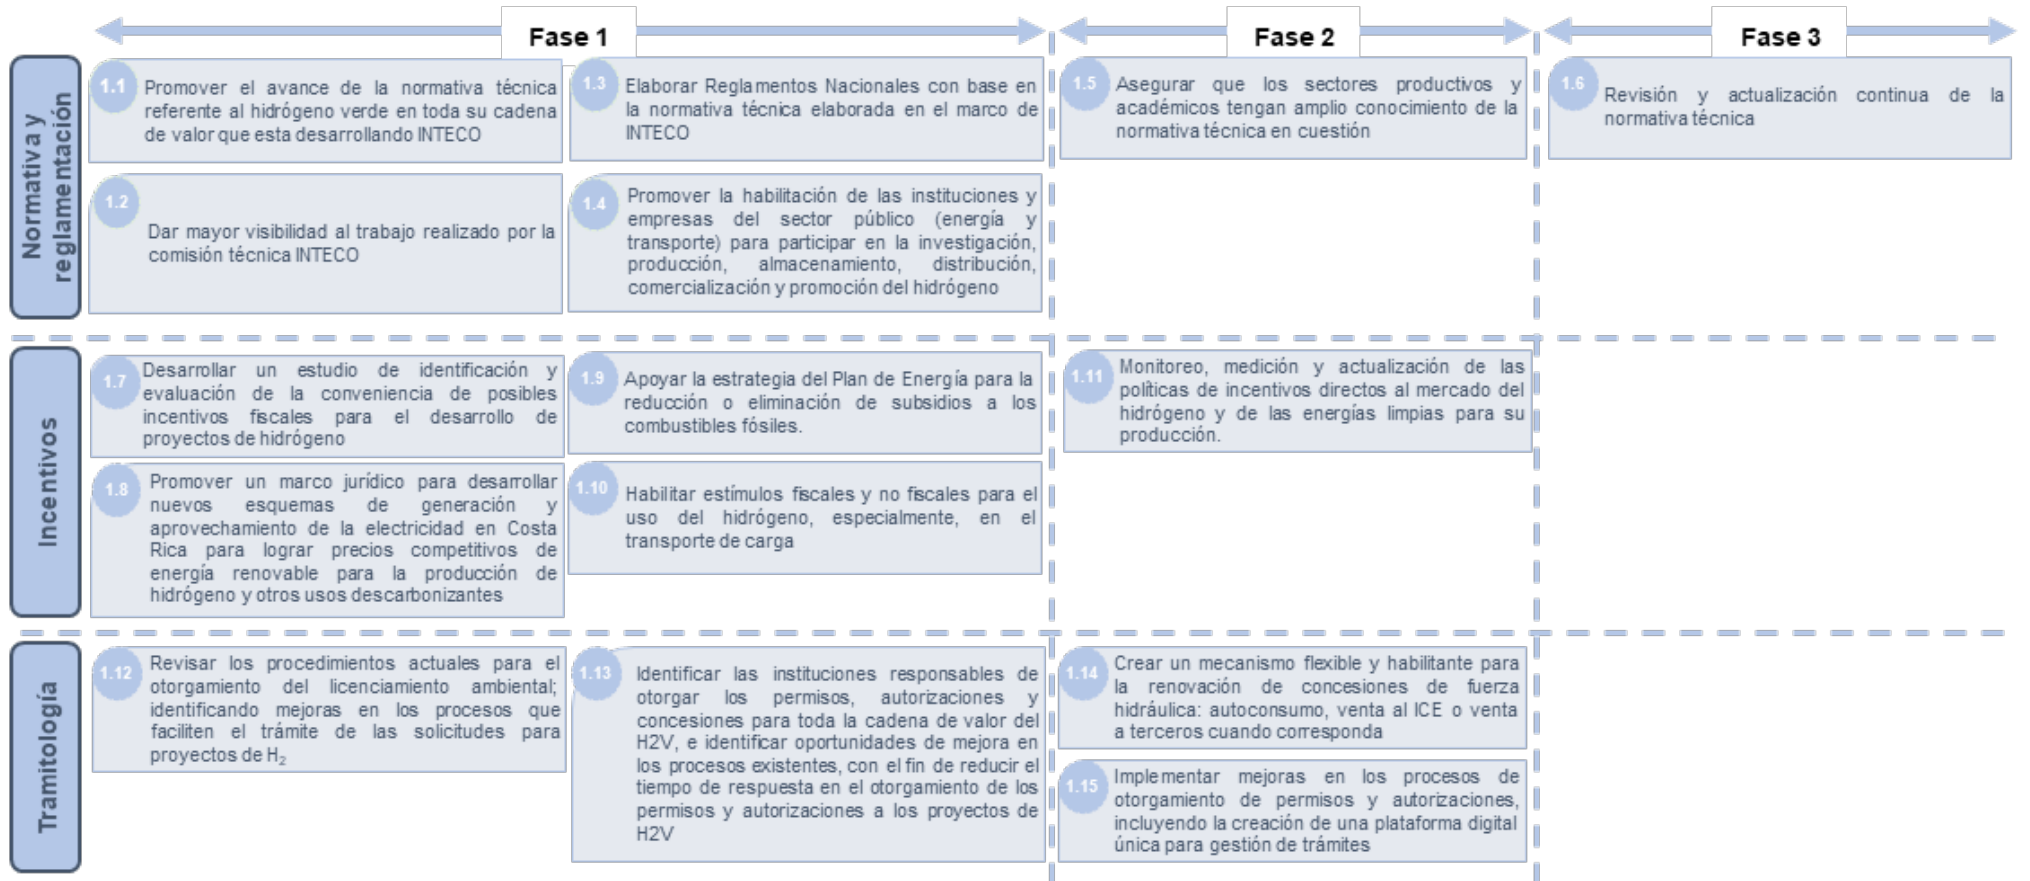 Fase 1
Fase 2
Fase 3
Normativa y
reglamentación
1.1
Promover el avance de la normativa técnica
referente al hidrógeno verde en toda su cadena
de valor que esta desarrollando INTECO
1.3
Elaborar Reglamentos Nacionales con base en
la normativa técnica elaborada en el marco de
INTECO
1.5
Asegurar que los sectores productivos y
académicos tengan amplio conocimiento de la
normativa técnica en cuestión
1.6
Revisión y actualización continua de la
normativa técnica
1.2
Dar mayor visibilidad al trabajo realizado por la
comisión técnica INTECO
1.4
Promover la habilitación de las instituciones y
empresas del sector público (energía y
transporte) para participar en la investigación,
producción, almacenamiento, distribución,
comercialización y promoción del hidrógeno
Incentivos
1.7
Desarrollar un estudio de identificación y
evaluación de la conveniencia de posibles
incentivos fiscales para el desarrollo de
proyectos de hidrógeno
1.9
Apoyar la estrategia del Plan de Energía para la
reducción o eliminación de subsidios a los
combustibles fósiles.
1.11
Monitoreo, medición y actualización de las
políticas de incentivos directos al mercado del
hidrógeno y de las energías limpias para su
producción.
1.8
Promover un marco jurídico para desarrollar
nuevos esquemas de generación y
aprovechamiento de la electricidad en Costa
Rica para lograr precios competitivos de
energía renovable para la producción de
hidrógeno y otros usos descarbonizantes
1.10
Habilitar estímulos fiscales y no fiscales para el
uso del hidrógeno, especialmente, en el
transporte de carga
Tramitología
1.12
Revisar los procedimientos actuales para el
otorgamiento del licenciamiento ambiental;
identificando mejoras en los procesos que
faciliten el trámite de las solicitudes para
proyectos de H₂
1.13
Identificar las instituciones responsables de
otorgar los permisos, autorizaciones y
concesiones para toda la cadena de valor del
H2V, e identificar oportunidades de mejora en
los procesos existentes, con el fin de reducir el
tiempo de respuesta en el otorgamiento de los
permisos y autorizaciones a los proyectos de
H2V
1.14
Crear un mecanismo flexible y habilitante para
la renovación de concesiones de fuerza
hidráulica: autoconsumo, venta al ICE o venta
a terceros cuando corresponda
1.15
Implementar mejoras en los procesos de
otorgamiento de permisos y autorizaciones,
incluyendo la creación de una plataforma digital
única para gestión de trámites